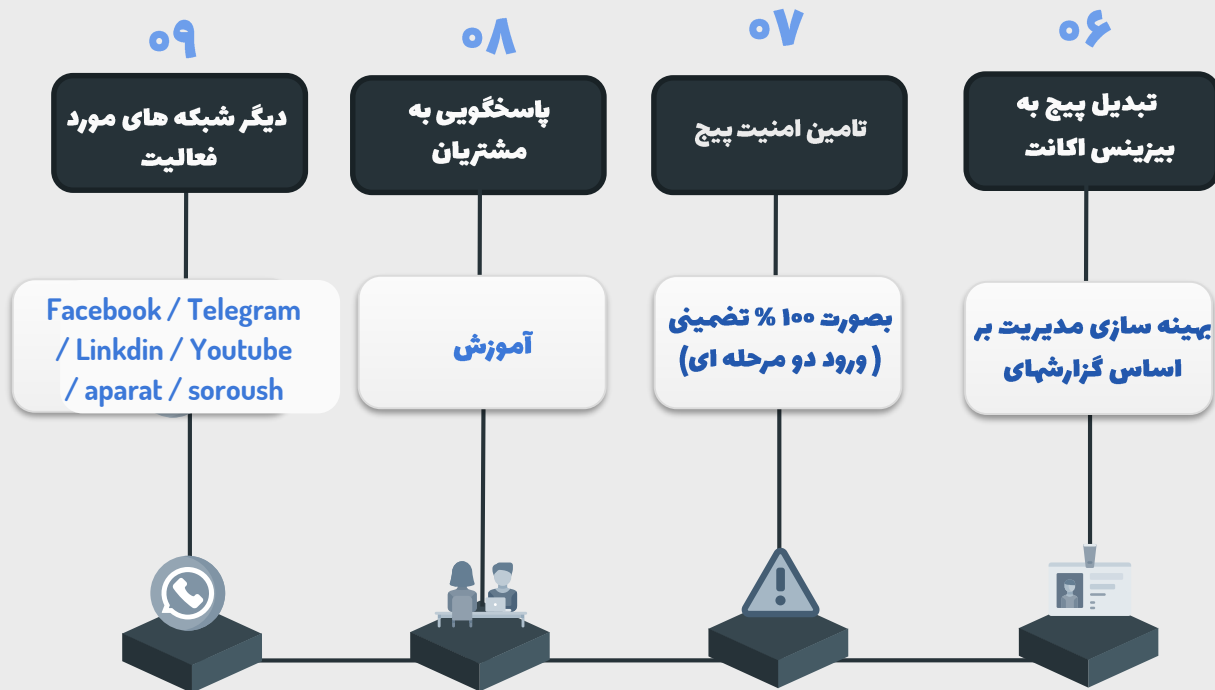 ۰۶
تبدیل پیج به
بیزینس اکانت
بهینه سازی مدیریت بر
اساس گزارشهای
۰۷
تامین امنیت پیج
بصورت ۱۰۰ % تضمینی
( ورود دو مرحله ای)
۰۸
پاسخگویی به
مشتریان
آموزش
۰۹
دیگر شبکه های مورد
فعالیت
Facebook / Telegram
/ Linkdin / Youtube
/ aparat / soroush